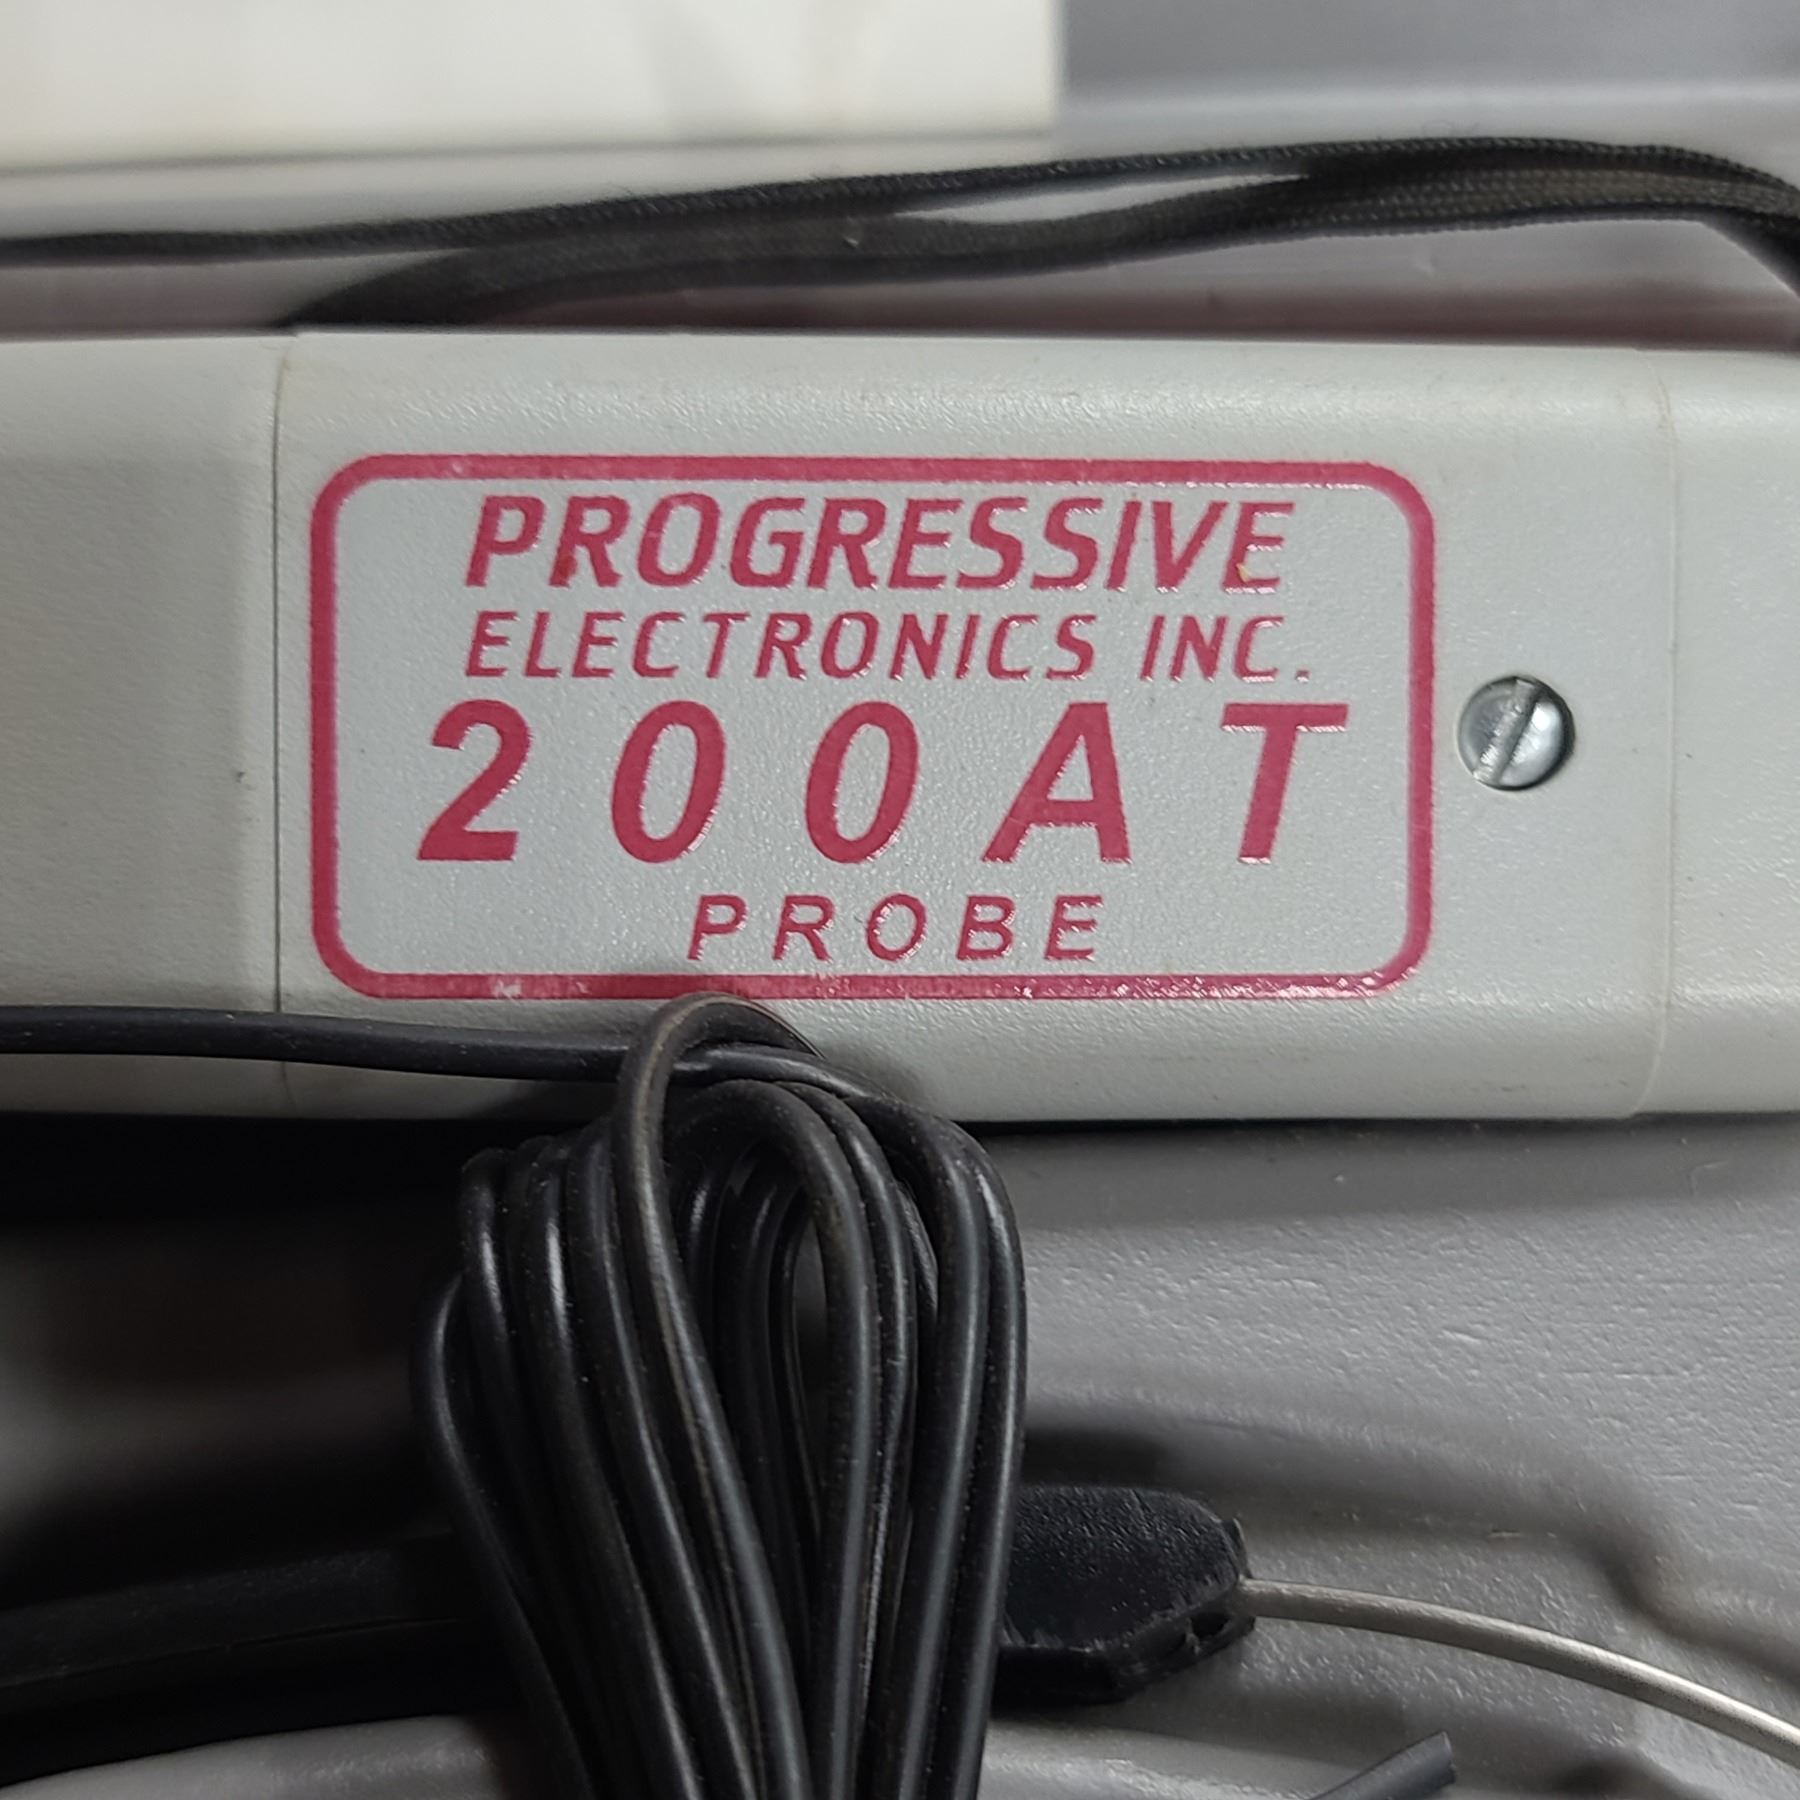 PROGRESSIVE
ELECTRONICS INC.
200AT
PROBE